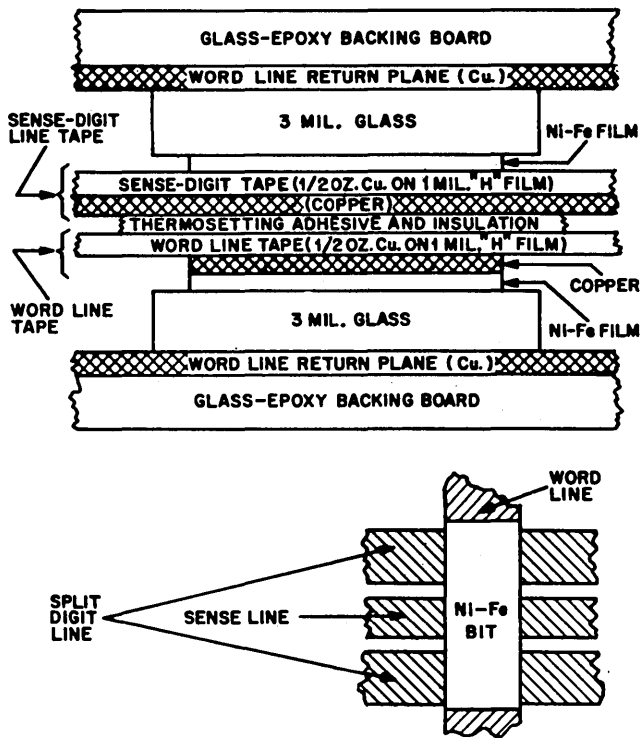 GLASS-EPOXY BACKING BOARD
WORD LINE RETURN PLANE (Cu.)
SENSE-DIGIT
LINE TAPE
3 MIL. GLASS
Ni-Fe FILM
SENSE-DIGIT TAPE (1/2 OZ. Cu. ON 1 MIL. "H" FILM)
(COPPER)
THERMOSETTING ADHESIVE AND INSULATION
WORD LINE TAPE (1/2 OZ. Cu. ON 1 MIL. "H" FILM)
COPPER
WORD LINE
TAPE
Ni-Fe FILM
3 MIL. GLASS
WORD LINE RETURN PLANE (Cu.)
GLASS-EPOXY BACKING BOARD
WORD
LINE
SPLIT
DIGIT
LINE
SENSE LINE
Ni-Fe
BIT